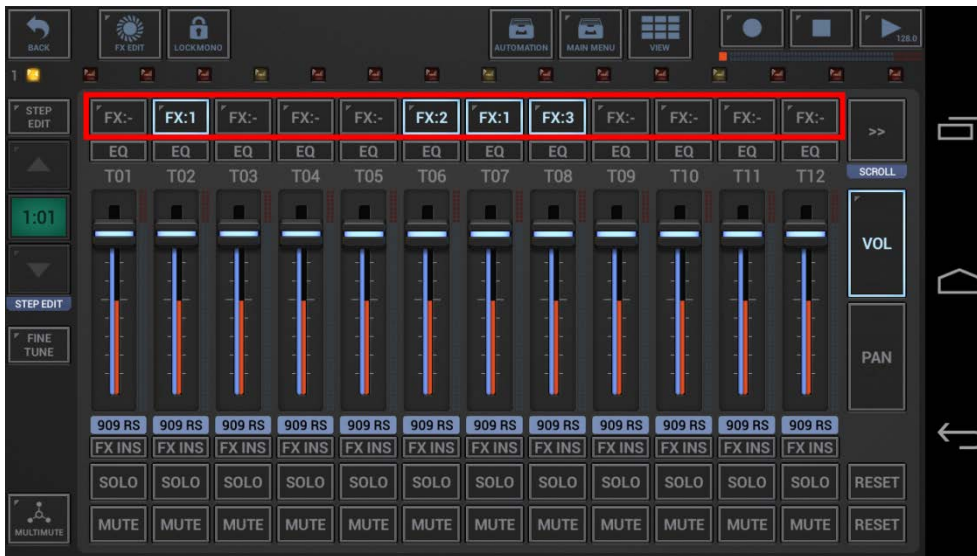 BACK FX EDIT LOCKMONO AUTOMATION MAIN MENU VIEW 128.0
1
STEP EDIT FX:- FX:1 FX:- FX:- FX:- FX:2 FX:1 FX:3 FX:- FX:- FX:- FX:- >>
EQ EQ EQ EQ EQ EQ EQ EQ EQ EQ EQ EQ
T01 T02 T03 T04 T05 T06 T07 T08 T09 T10 T11 T12 SCROLL
1:01
VOL
STEP EDIT
FINE TUNE
PAN
909 RS 909 RS 909 RS 909 RS 909 RS 909 RS 909 RS 909 RS 909 RS 909 RS 909 RS 909 RS
FX INS FX INS FX INS FX INS FX INS FX INS FX INS FX INS FX INS FX INS FX INS FX INS
SOLO SOLO SOLO SOLO SOLO SOLO SOLO SOLO SOLO SOLO SOLO SOLO RESET
MULTIMUTE MUTE MUTE MUTE MUTE MUTE MUTE MUTE MUTE MUTE MUTE MUTE MUTE RESET